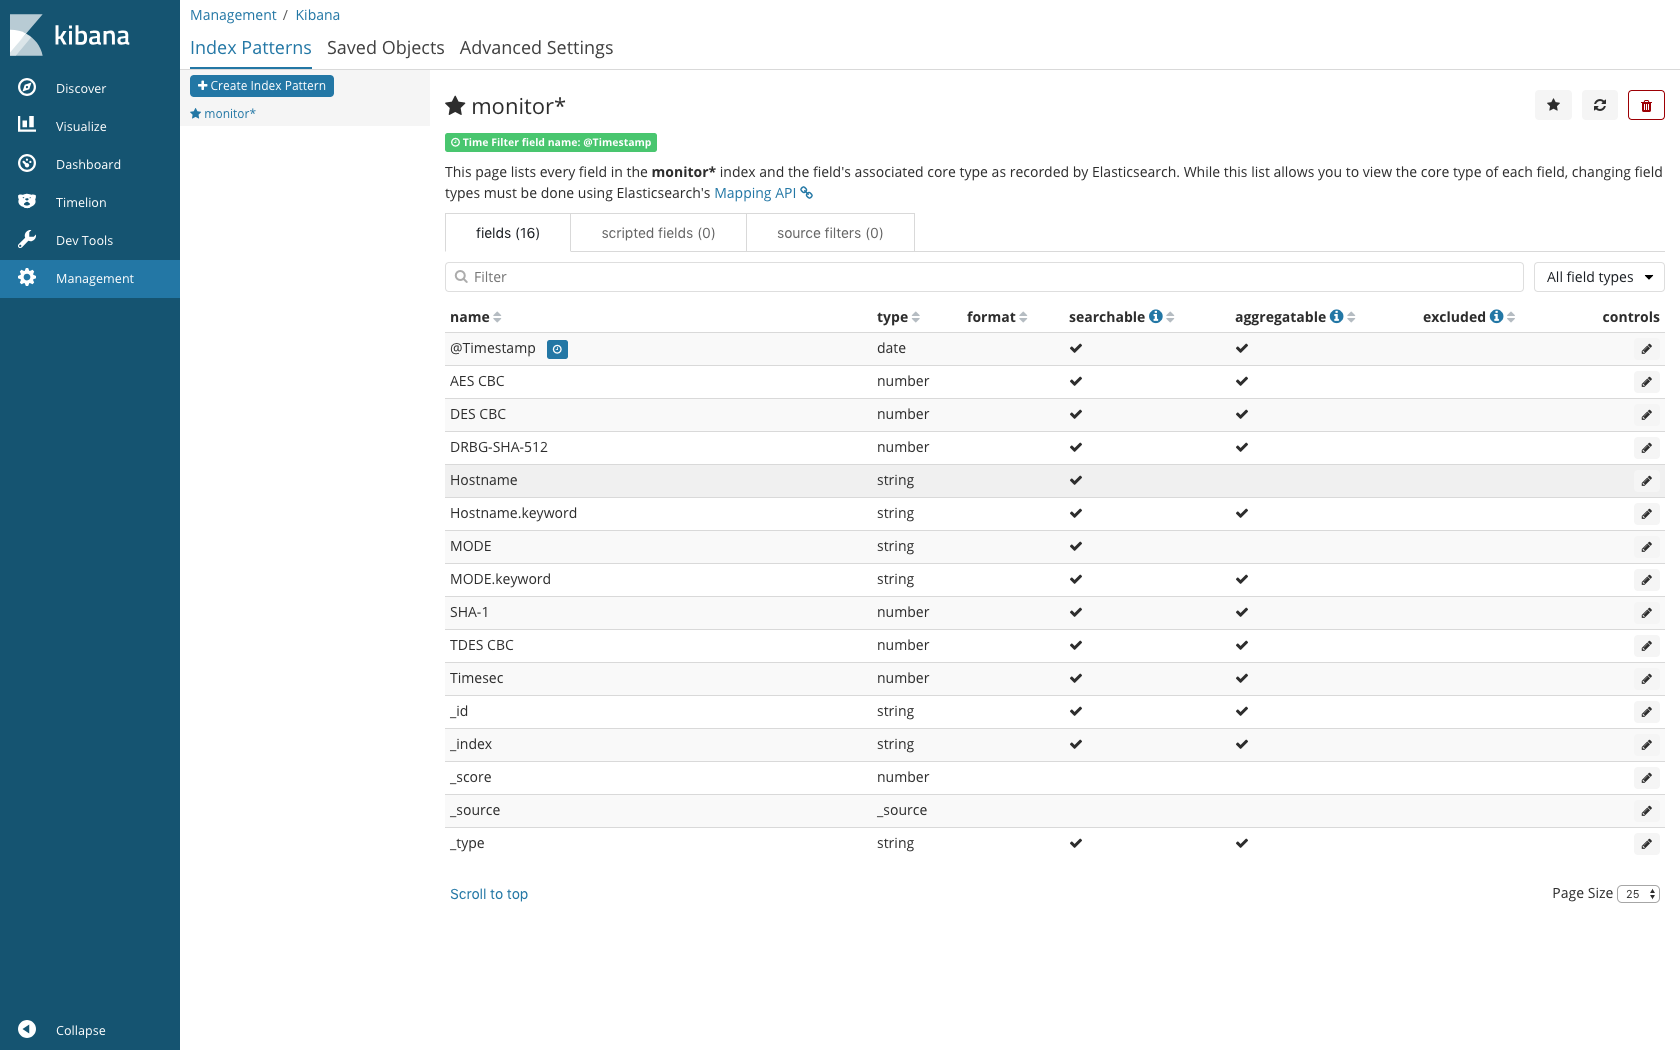 kibana
Discover
Visualize
Dashboard
Timelion
Dev Tools
Management
Collapse
Management / Kibana
Index Patterns Saved Objects Advanced Settings
Create Index Pattern
monitor*
monitor*
Time Filter field name: @Timestamp
This page lists every field in the monitor* index and the field's associated core type as recorded by Elasticsearch. While this list allows you to view the core type of each field, changing field
types must be done using Elasticsearch's Mapping API
fields (16) scripted fields (0) source filters (0)
Filter All field types
name type format searchable aggregatable excluded controls
@Timestamp date
AES CBC number
DES CBC number
DRBG-SHA-512 number
Hostname string
Hostname.keyword string
MODE string
MODE.keyword string
SHA-1 number
TDES CBC number
Timesec number
_id string
_index string
_score number
_source _source
_type string
Scroll to top Page Size 25